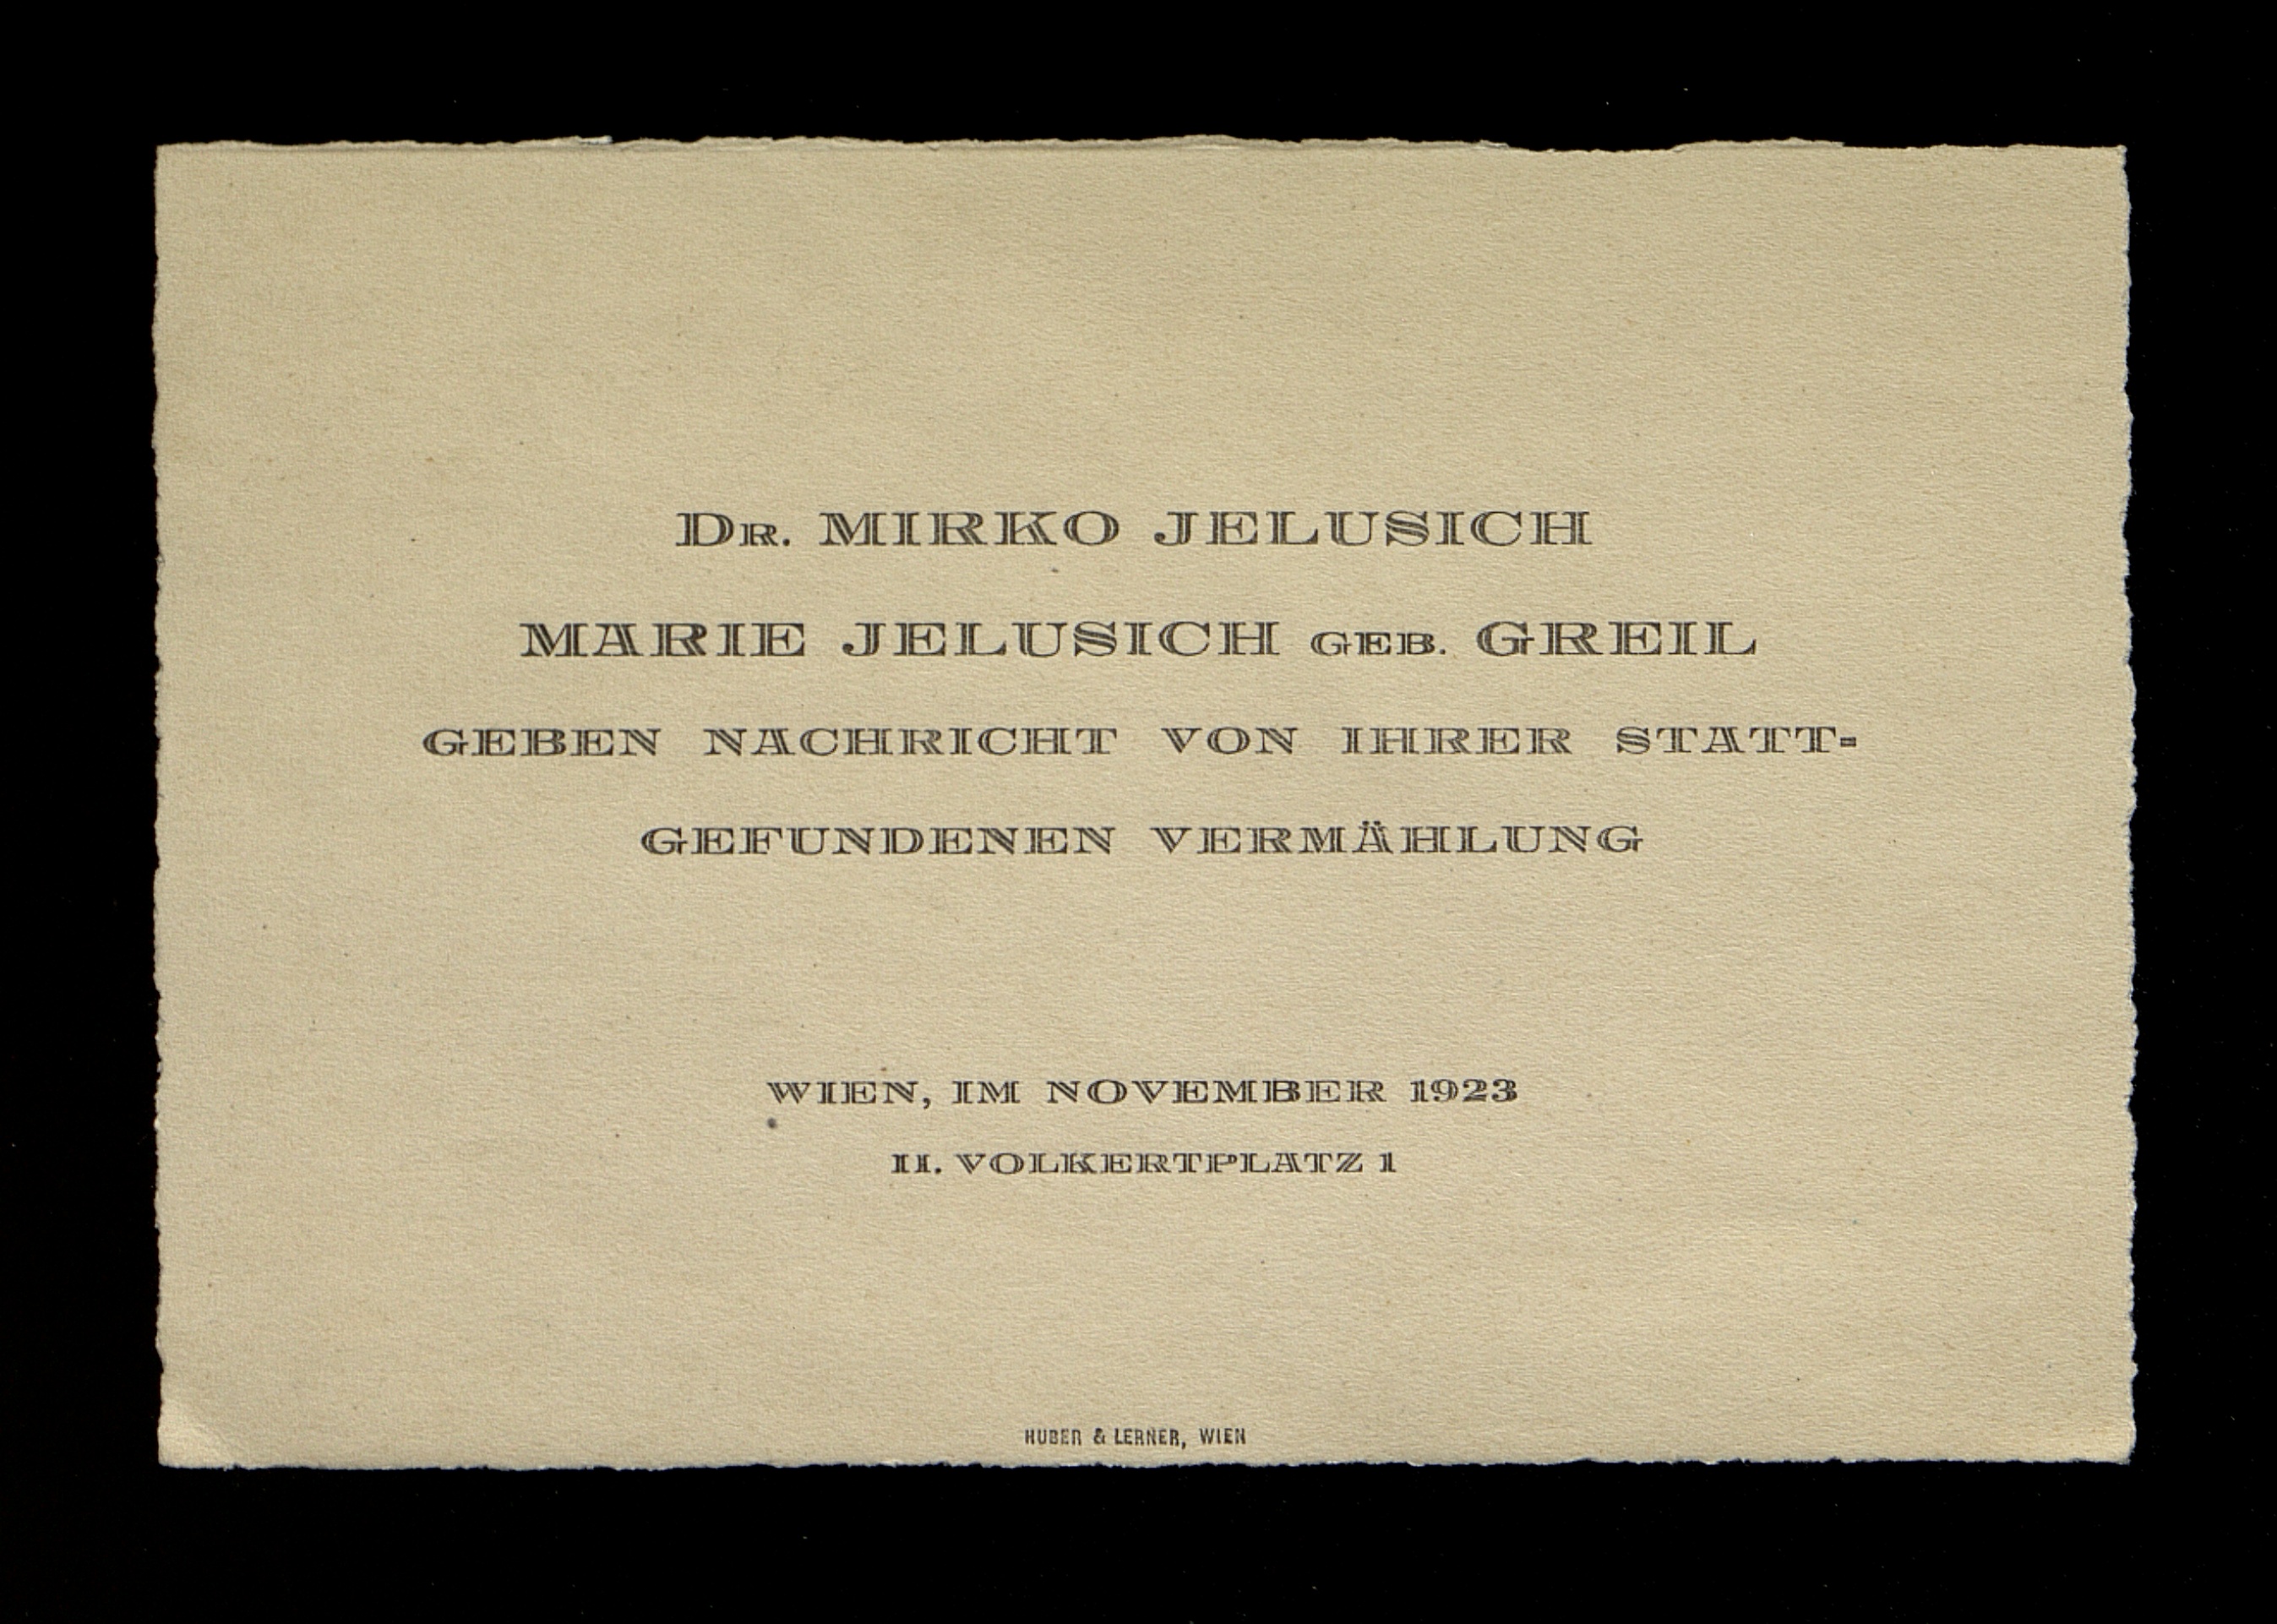 Dr. MIRKO JELUSICH
MARIE JELUSICH GEB. GREIL
GEBEN NACHRICHT VON IHRER STATT-
GEFUNDENEN VERMÄHLUNG
WIEN, IM NOVEMBER 1923
II. VOLKERTPLATZ 1
HUBER & LERNER, WIEN